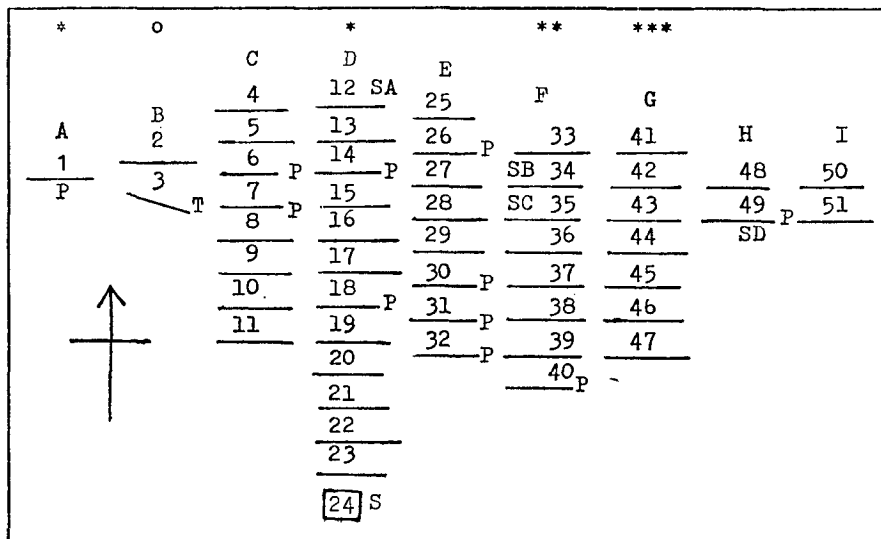 * o * ** ***
C D E
4 12 SA 25 F G
A B 5 13 26 P 33 41 H I
1 2 6 P 14 P 27 SB 34 42 48 50
P 3 T 7 P 15 28 SC 35 43 49 P 51
8 16 29 36 44 SD
9 17 30 P 37 45
10 18 P 31 P 38 46
11 19 32 P 39 47
20 40 P
21
22
23
24 S